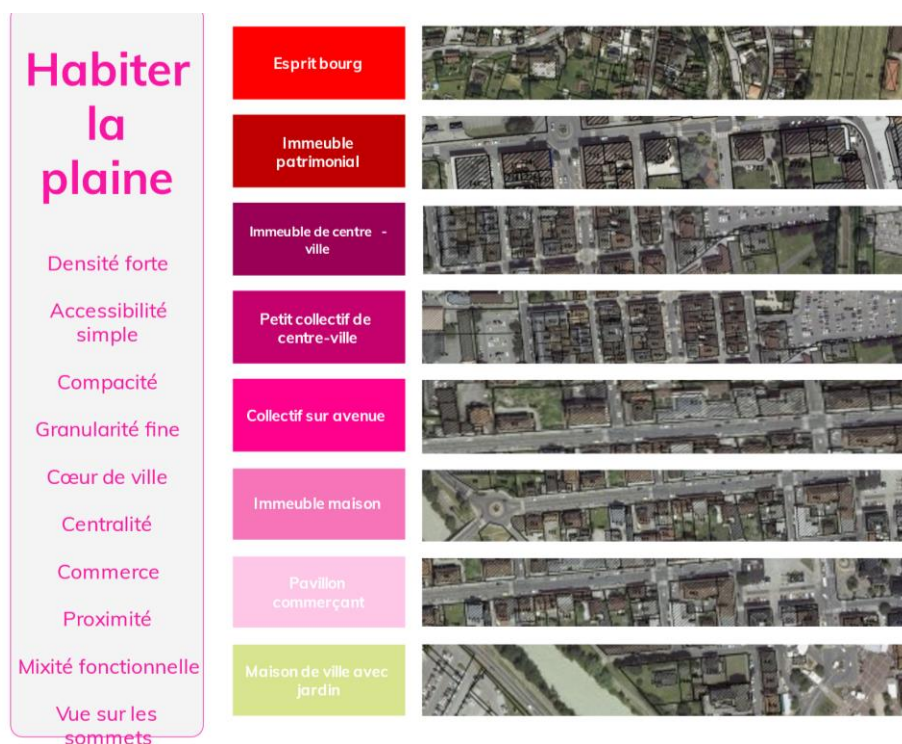 Habiter
la
plaine
Densité forte
Accessibilité
simple
Compacité
Granularité fine
Cœur de ville
Centralité
Commerce
Proximité
Mixité fonctionnelle
Vue sur les
sommets
Esprit bourg
Immeuble
patrimonial
Immeuble de centre -
ville
Petit collectif de
centre-ville
Collectif sur avenue
Immeuble maison
Pavillon
commerçant
Maison de ville avec
jardin